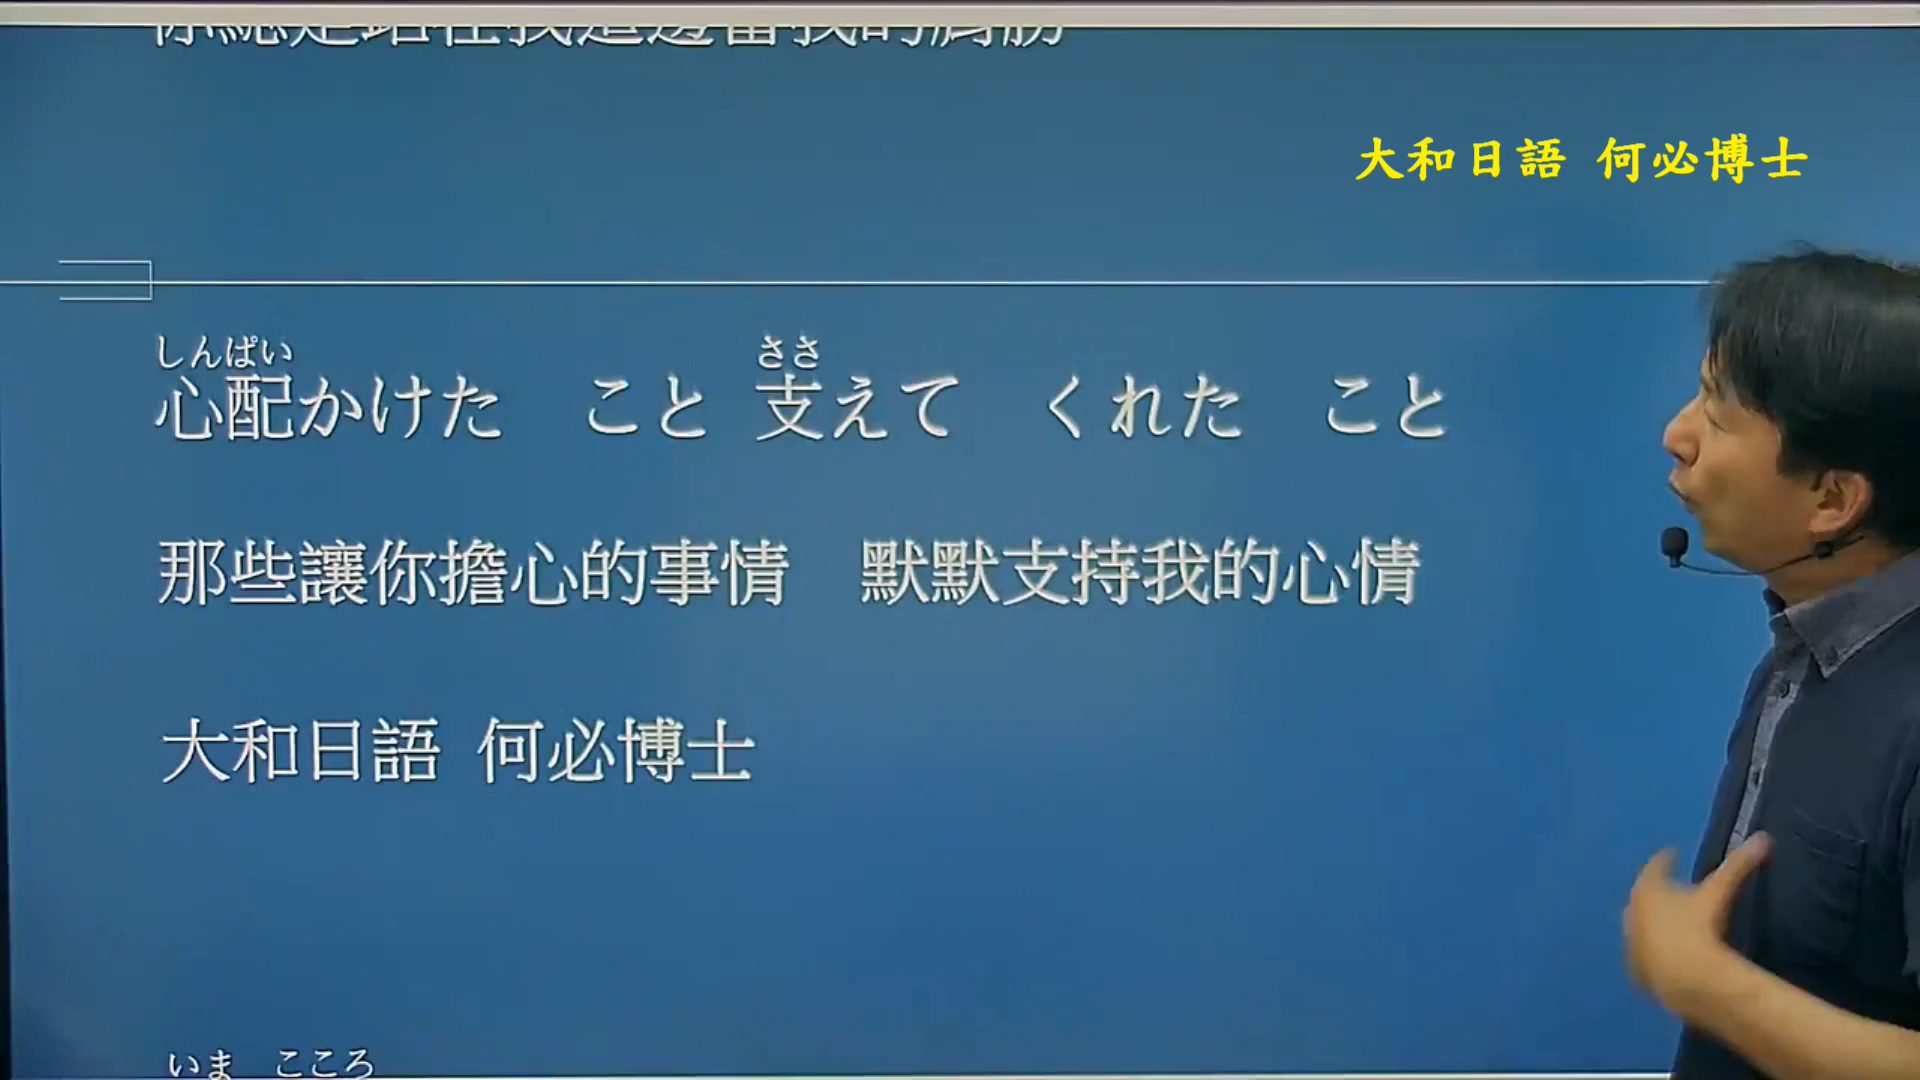 大和日語 何必博士
しんぱい ささ
心配かけた こと 支えて くれた こと
那些讓你擔心的事情 默默支持我的心情
大和日語 何必博士
いま こころ